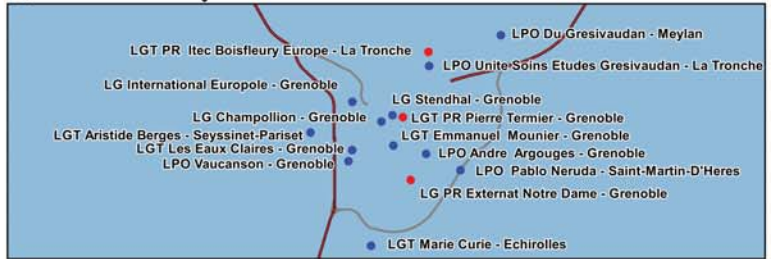 LPO Du Gresivaudan - Meylan
LGT PR Itec Boisfleury Europe - La Tronche
LPO Unite Soins Etudes Gresivaudan - La Tronche
LG International Europole - Grenoble
LG Stendhal - Grenoble
LG Champollion - Grenoble
LGT PR Pierre Termier - Grenoble
LGT Aristide Berges - Seyssinet-Pariset
LGT Emmanuel Mounier - Grenoble
LGT Les Eaux Claires - Grenoble
LPO Andre Argouges - Grenoble
LPO Vaucanson - Grenoble
LPO Pablo Neruda - Saint-Martin-D'Heres
LG PR Externat Notre Dame - Grenoble
LGT Marie Curie - Echirolles